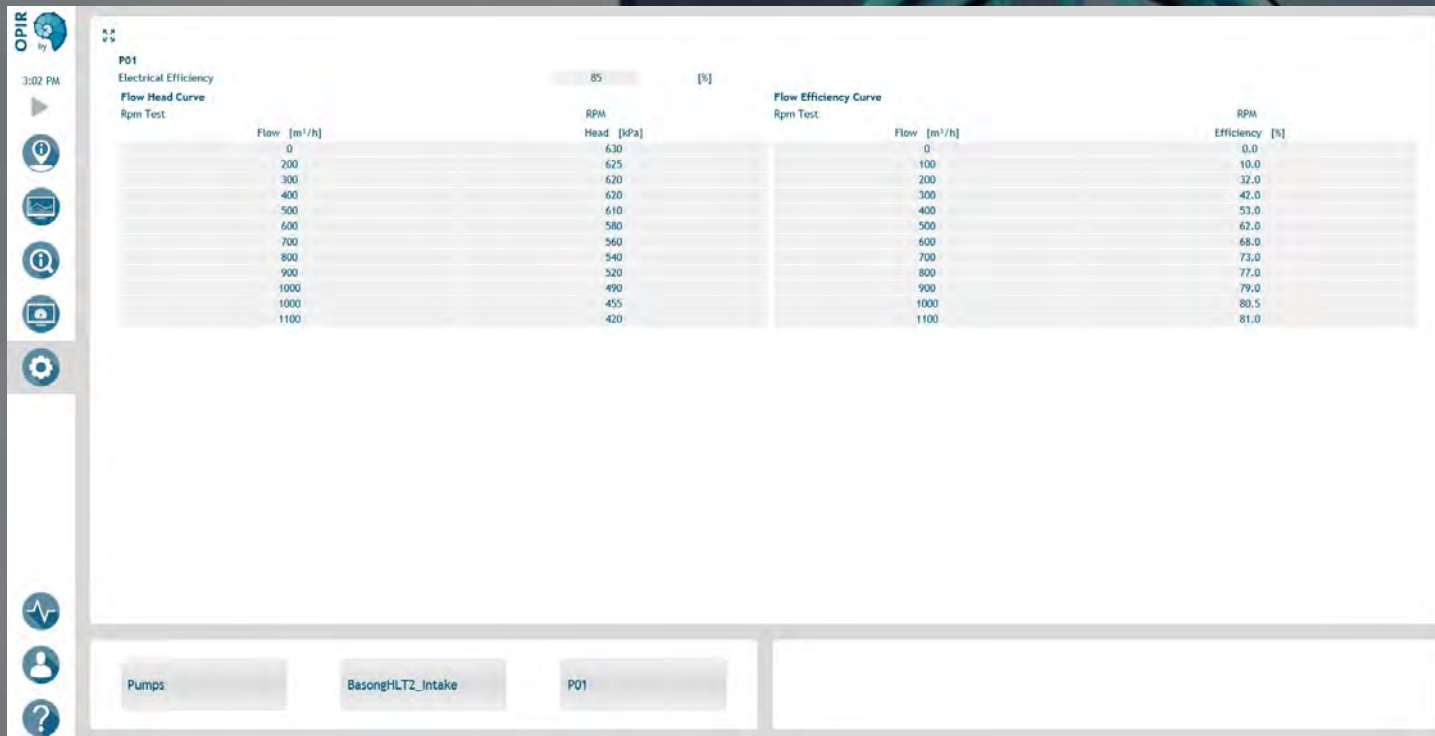 OPIR
by
3:02 PM
P01
Electrical Efficiency 85 [%]
Flow Head Curve Flow Efficiency Curve
Rpm Test RPM Rpm Test RPM
Flow [m³/h] Head [kPa] Flow [m³/h] Efficiency [%]
0 630 0 0.0
200 625 100 10.0
300 620 200 32.0
400 620 300 42.0
500 610 400 53.0
600 580 500 62.0
700 560 600 68.0
800 540 700 73.0
900 520 800 77.0
1000 490 900 79.0
1000 455 1000 80.5
1100 420 1100 81.0
Pumps BasongHLT2_Intake P01